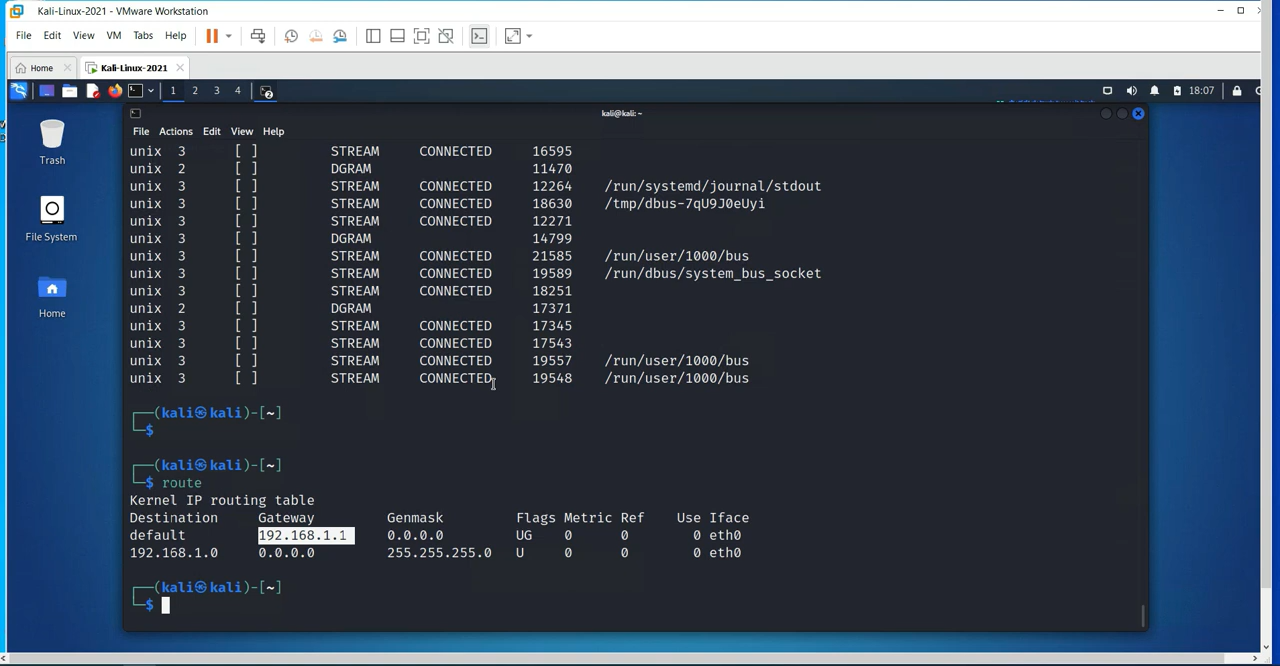 Kali-Linux-2021 - VMware Workstation
File Edit View VM Tabs Help
Home Kali-Linux-2021
1 2 3 4 2 18:07
kali@kali: ~
File Actions Edit View Help
Trash
File System
Home
unix 3 [ ] STREAM CONNECTED 16595
unix 2 [ ] DGRAM 11470
unix 3 [ ] STREAM CONNECTED 12264 /run/systemd/journal/stdout
unix 3 [ ] STREAM CONNECTED 18630 /tmp/dbus-7qU9J0eUyi
unix 3 [ ] STREAM CONNECTED 12271
unix 3 [ ] DGRAM 14799
unix 3 [ ] STREAM CONNECTED 21585 /run/user/1000/bus
unix 3 [ ] STREAM CONNECTED 19589 /run/dbus/system_bus_socket
unix 3 [ ] STREAM CONNECTED 18251
unix 2 [ ] DGRAM 17371
unix 3 [ ] STREAM CONNECTED 17345
unix 3 [ ] STREAM CONNECTED 17543
unix 3 [ ] STREAM CONNECTED 19557 /run/user/1000/bus
unix 3 [ ] STREAM CONNECTED 19548 /run/user/1000/bus
┌──(kali㉿kali)-[~]
└─$
┌──(kali㉿kali)-[~]
└─$ route
Kernel IP routing table
Destination Gateway Genmask Flags Metric Ref Use Iface
default 192.168.1.1 0.0.0.0 UG 0 0 0 eth0
192.168.1.0 0.0.0.0 255.255.255.0 U 0 0 0 eth0
┌──(kali㉿kali)-[~]
└─$